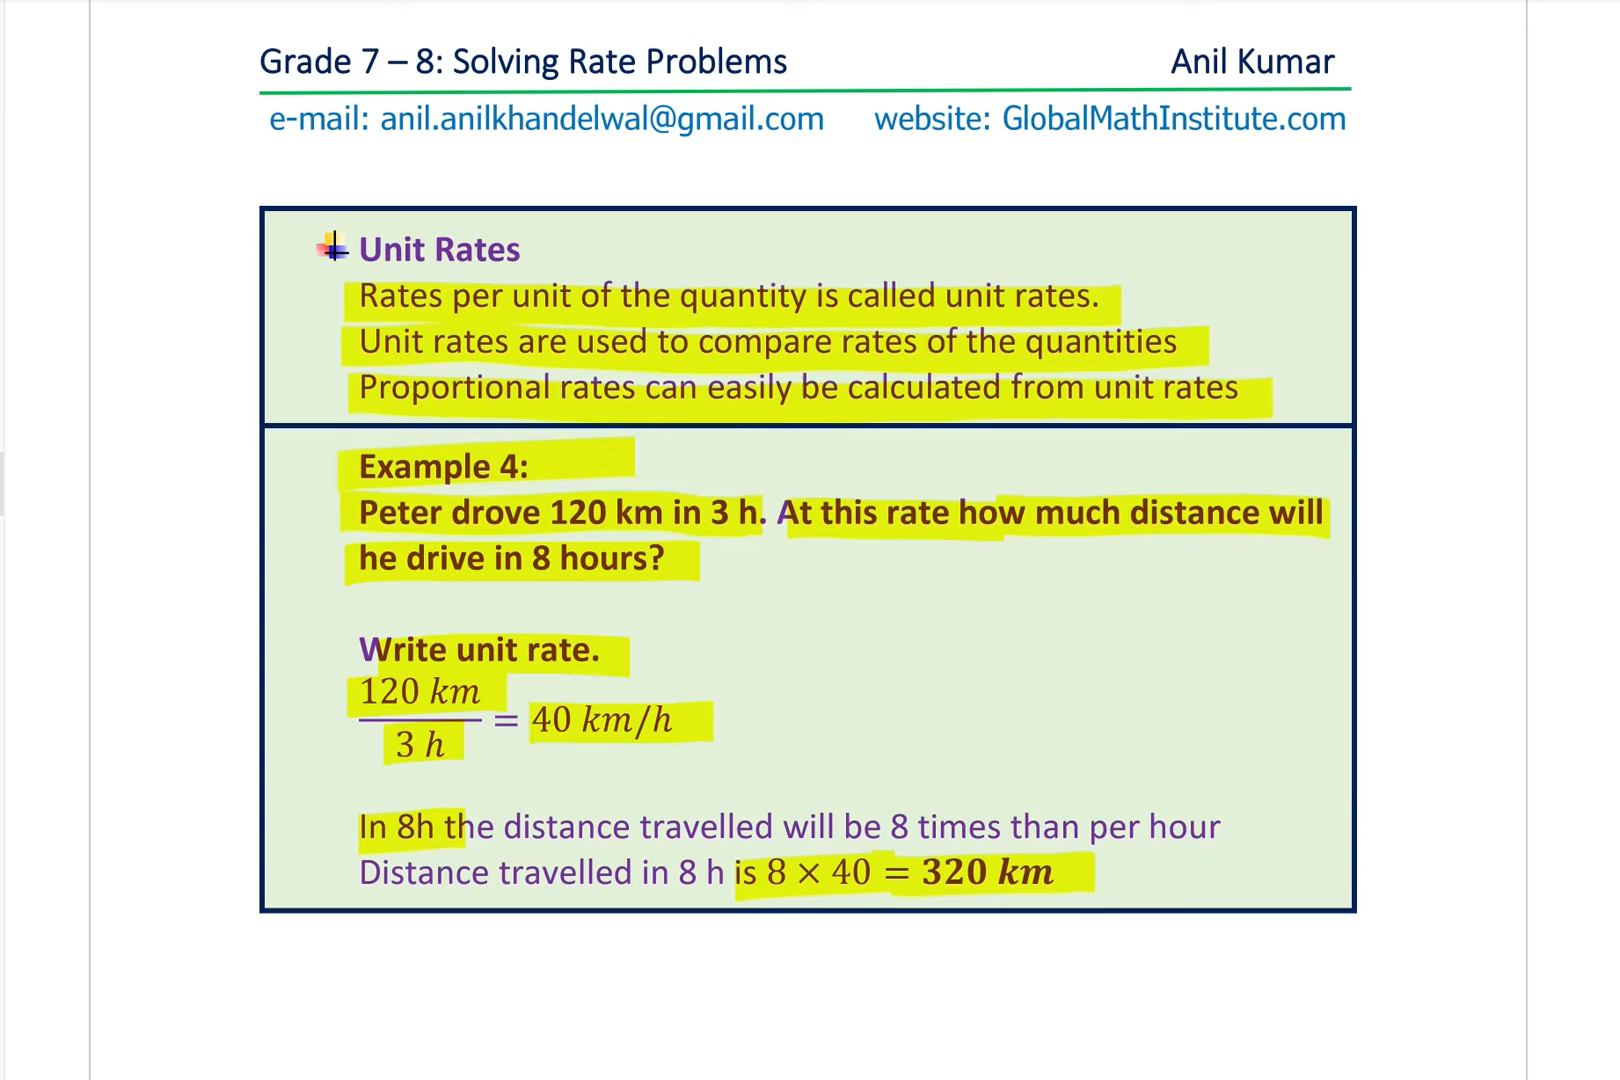 Grade 7 – 8: Solving Rate Problems Anil Kumar
e-mail: anil.anilkhandelwal@gmail.com website: GlobalMathInstitute.com
Unit Rates
Rates per unit of the quantity is called unit rates.
Unit rates are used to compare rates of the quantities
Proportional rates can easily be calculated from unit rates
Example 4:
Peter drove 120 km in 3 h. At this rate how much distance will
he drive in 8 hours?
Write unit rate.
120 km
3 h
= 40 km/h
In 8h the distance travelled will be 8 times than per hour
Distance travelled in 8 h is 8 × 40 = 320 km